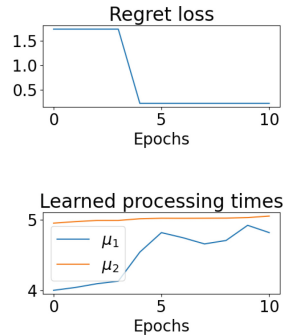 Regret loss
1.5
1.0
0.5
0 5 10
Epochs
Learned processing times
5
4
μ1
μ2
0 5 10
Epochs